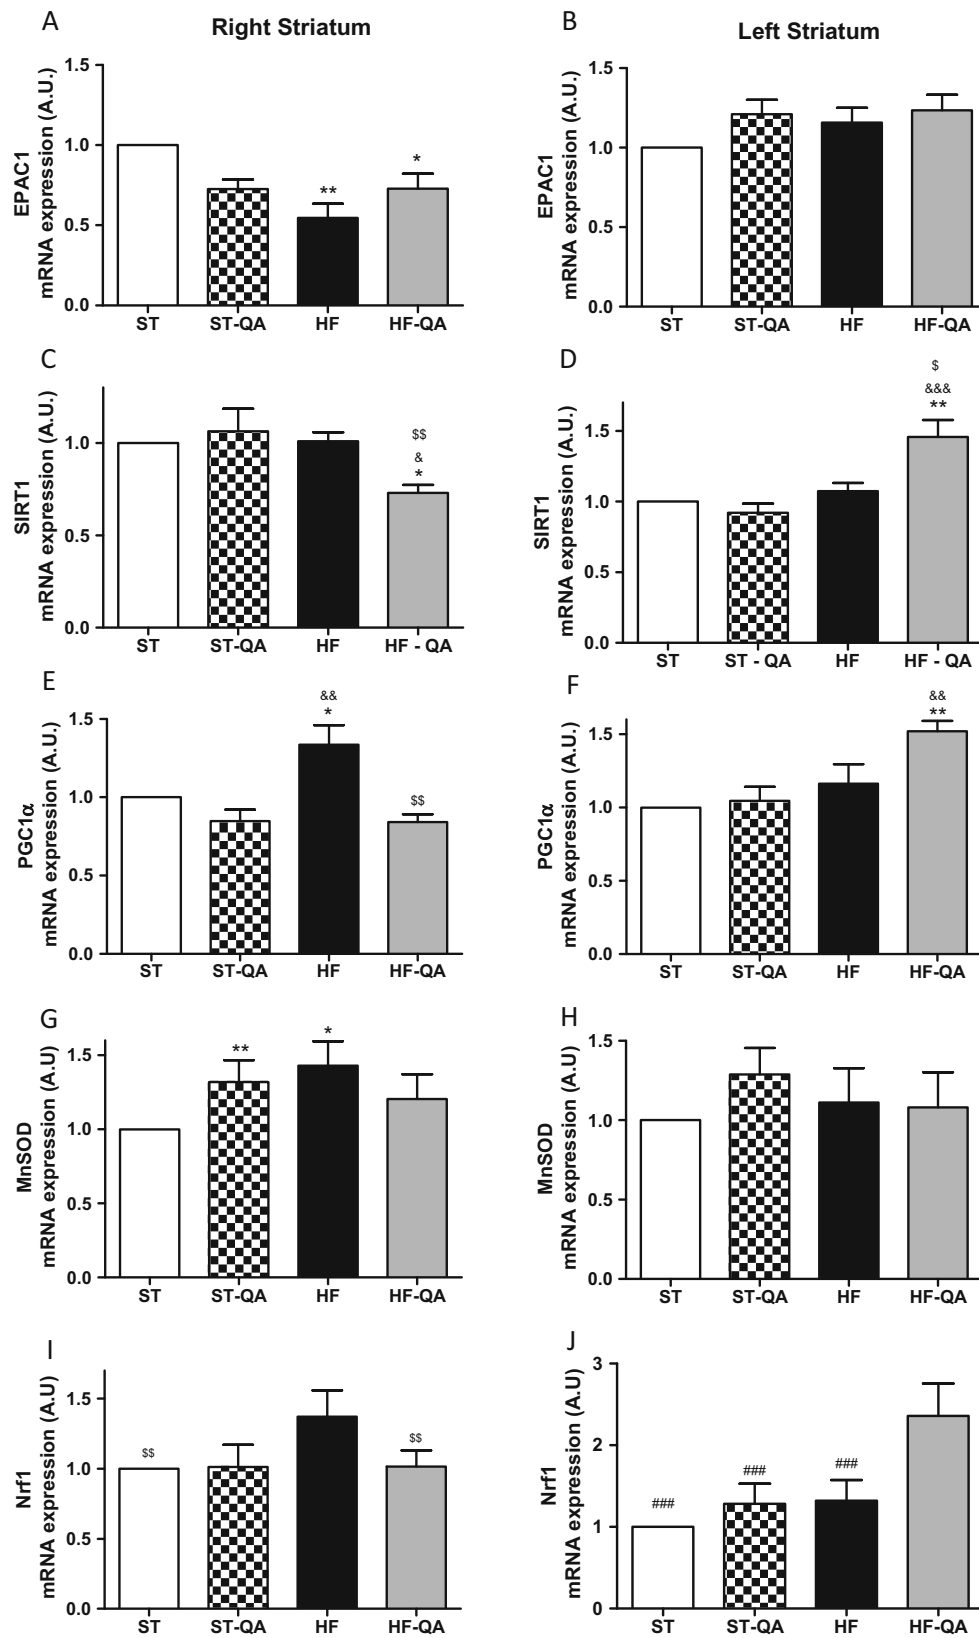 A
Right Striatum
EPAC1
mRNA expression (A.U.)
1.5
1.0
0.5
0.0
**
*
ST ST-QA HF HF-QA
B
Left Striatum
EPAC1
mRNA expression (A.U.)
1.5
1.0
0.5
0.0
ST ST-QA HF HF-QA
C
SIRT1
mRNA expression (A.U.)
1.0
0.5
0.0
$$
&
*
ST ST-QA HF HF - QA
D
SIRT1
mRNA expression (A.U.)
1.5
1.0
0.5
0.0
$
&&&
**
ST ST - QA HF HF - QA
E
PGC1α
mRNA expression (A.U.)
1.5
1.0
0.5
0.0
&&
*
$$
ST ST-QA HF HF-QA
F
PGC1α
mRNA expression (A.U.)
1.5
1.0
0.5
0.0
&&
**
ST ST-QA HF HF-QA
G
MnSOD
mRNA expression (A.U)
1.5
1.0
0.5
0.0
**
*
ST ST-QA HF HF-QA
H
MnSOD
mRNA expression (A.U)
1.5
1.0
0.5
0.0
ST ST-QA HF HF-QA
I
Nrf1
mRNA expression (A.U)
1.5
1.0
0.5
0.0
$$
$$
ST ST-QA HF HF-QA
J
Nrf1
mRNA expression (A.U)
3
2
1
0
###
###
###
ST ST-QA HF HF-QA